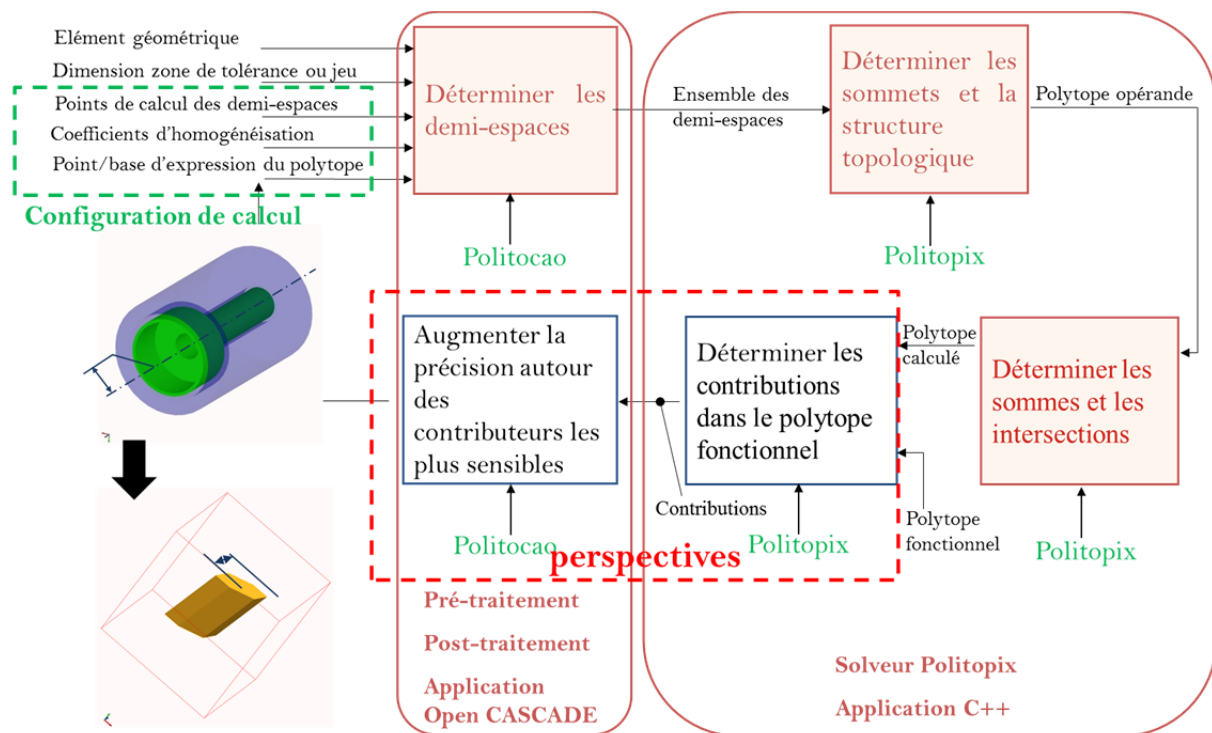 Elément géométrique
Dimension zone de tolérance ou jeu
Points de calcul des demi-espaces
Coefficients d'homogénéisation
Point/base d'expression du polytope
Configuration de calcul
Déterminer les
demi-espaces
Politocao
Ensemble des
demi-espaces
Déterminer les
sommets et la
structure
topologique
Politopix
Polytope opérande
Augmenter la
précision autour
des
contributeurs les
plus sensibles
Politocao
Déterminer les
contributions
dans le polytope
fonctionnel
Politopix
Contributions
Polytope
calculé
Polytope
fonctionnel
Déterminer les
sommes et les
intersections
Politopix
perspectives
Pré-traitement
Post-traitement
Application
Open CASCADE
Solveur Politopix
Application C++